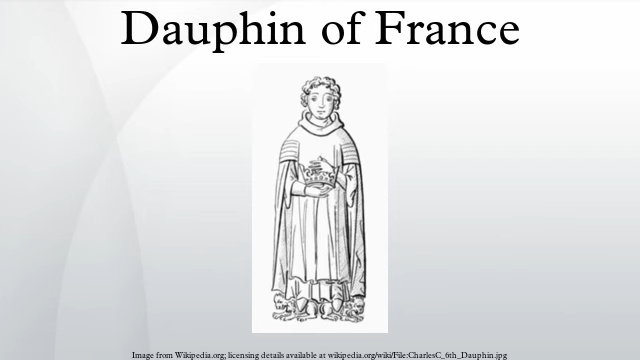 Dauphin of France
Image from Wikipedia.org; licensing details available at wikipedia.org/wiki/File:CharlesC_6th_Dauphin.jpg